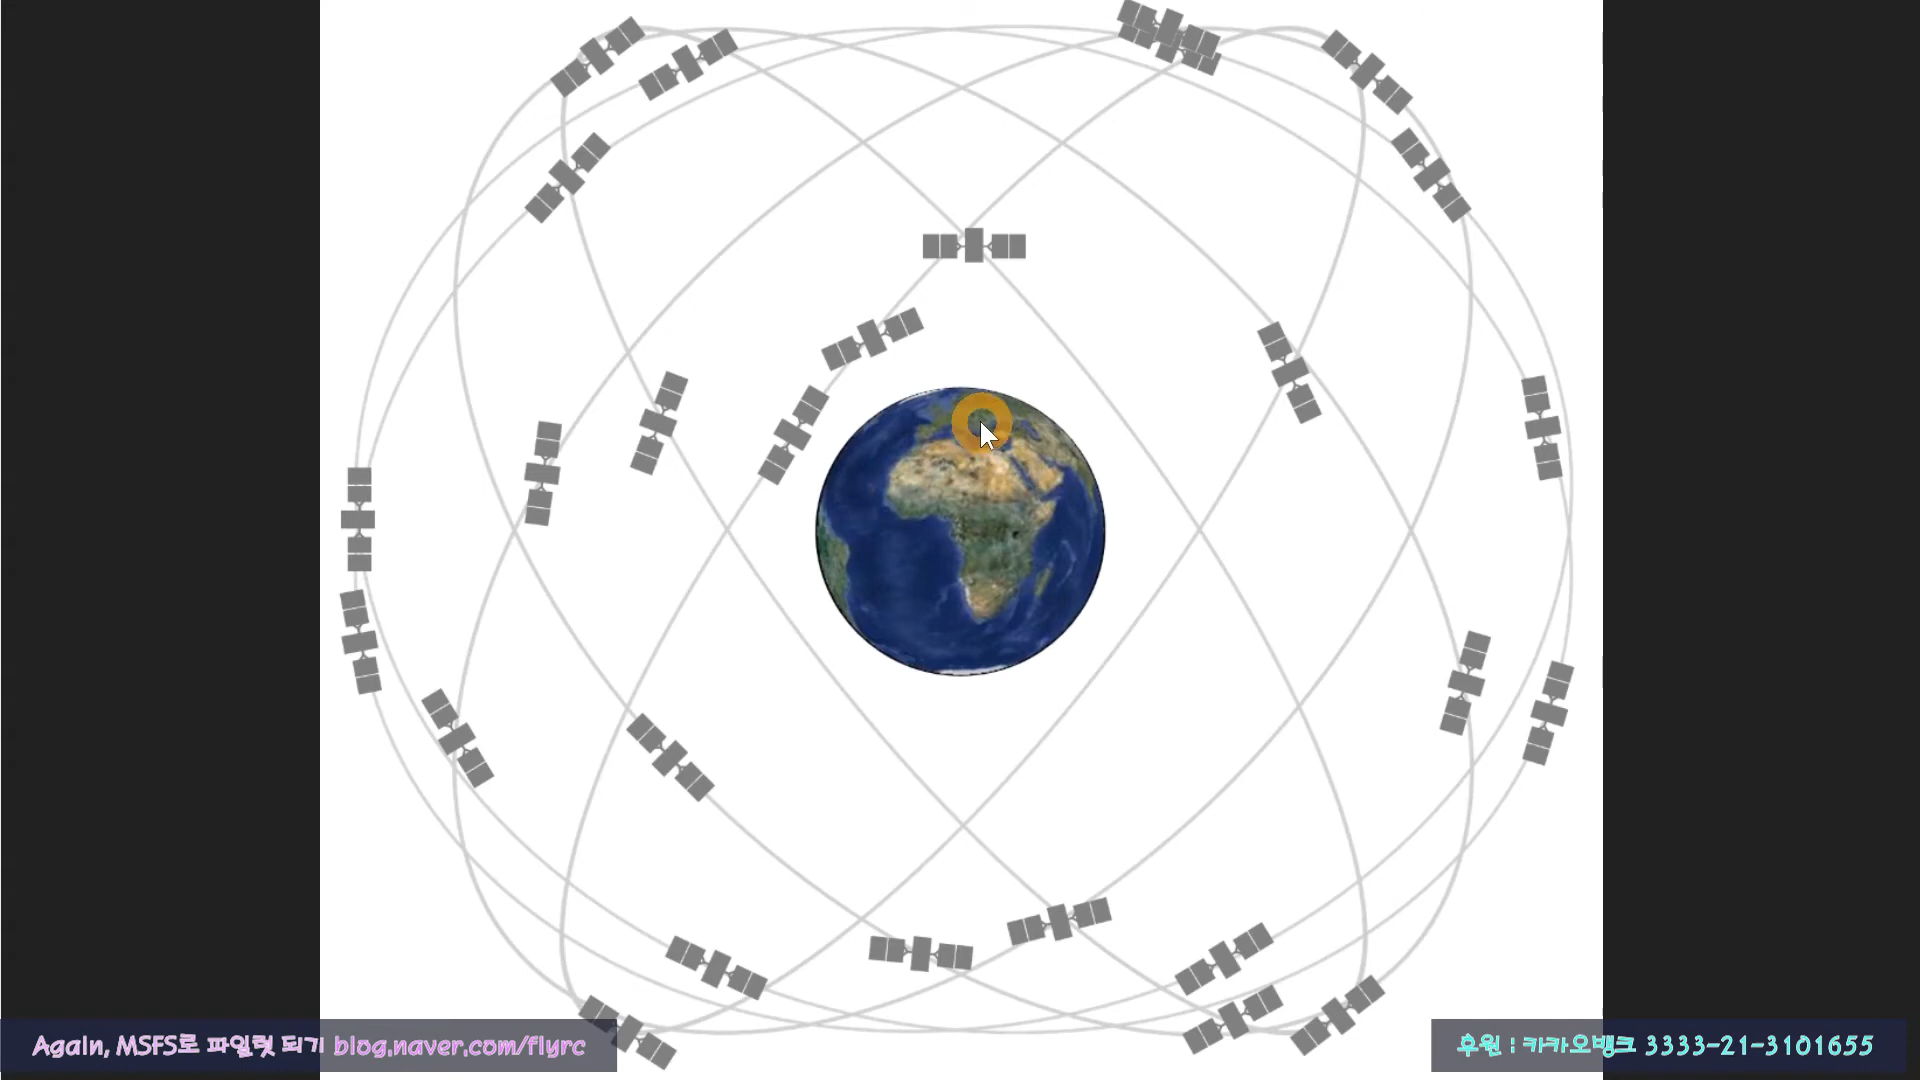 Again, MSFS로 파일럿 되기 blog.naver.com/flyrc
후원 : 카카오뱅크 3333-21-3101655